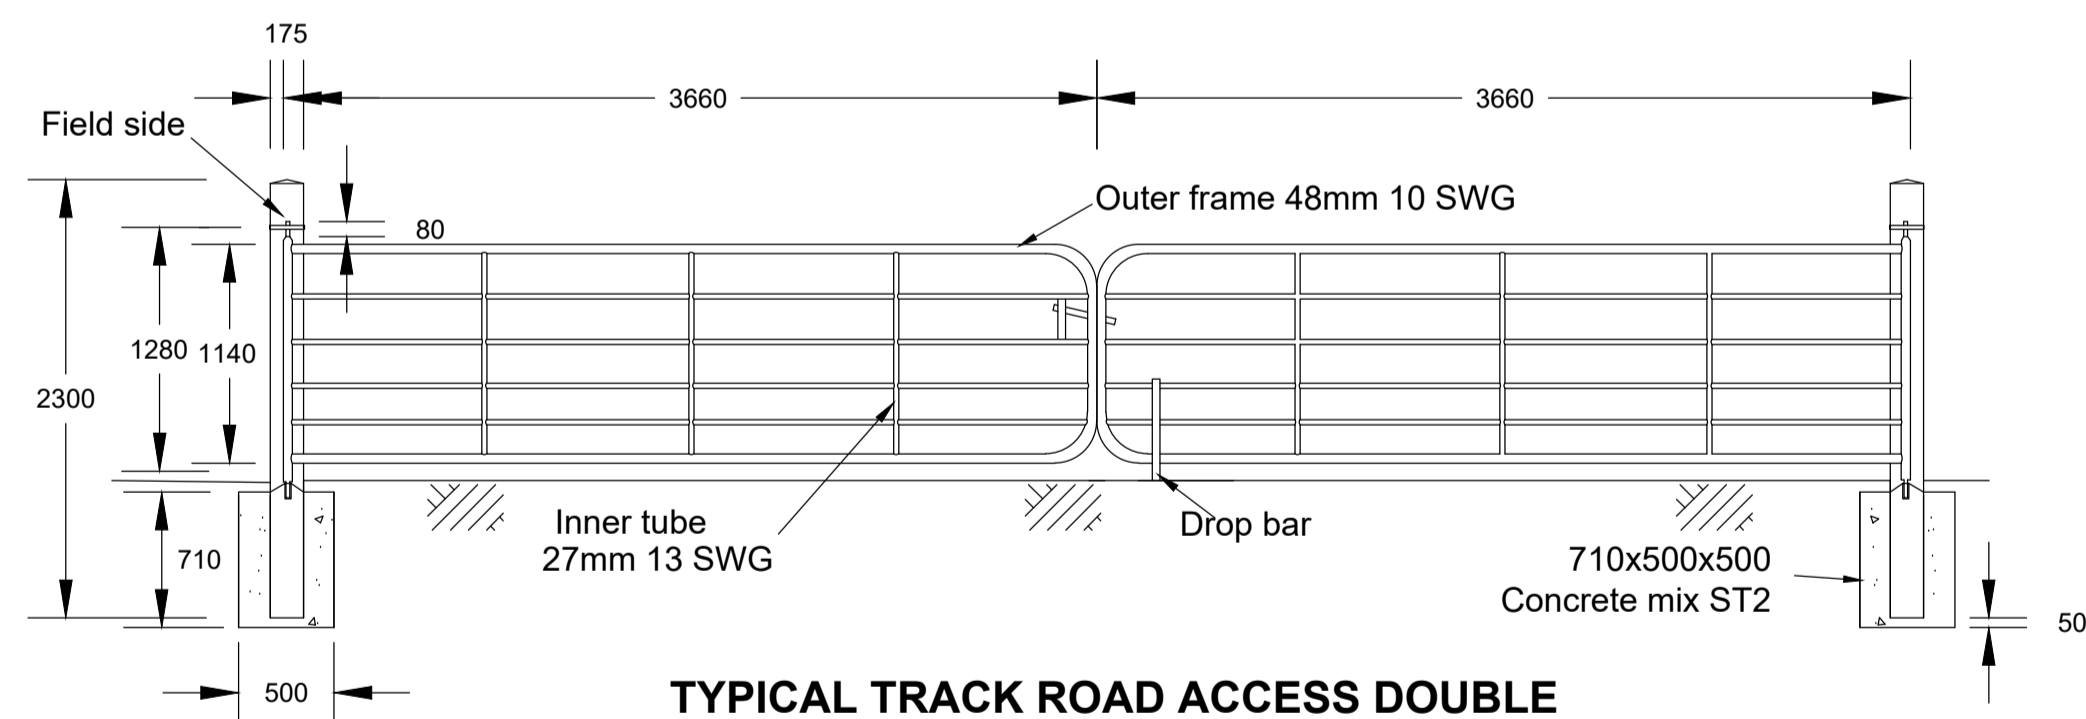 175
3660
3660
Field side
Outer frame 48mm 10 SWG
80
1280
1140
2300
Inner tube
27mm 13 SWG
Drop bar
710
710x500x500
Concrete mix ST2
50
500
TYPICAL TRACK ROAD ACCESS DOUBLE